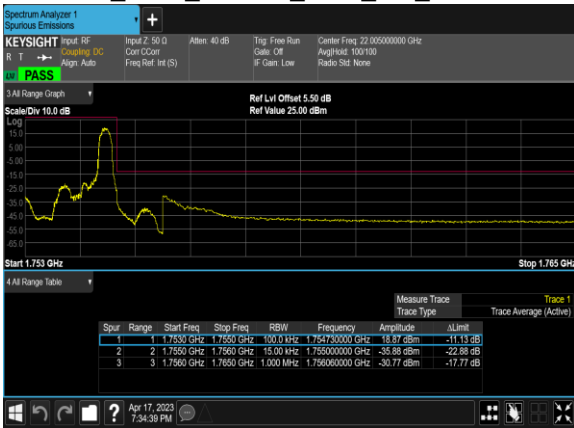 Spectrum Analyzer 1
Spurious Emissions
+
KEYSIGHT Input: RF Input Z: 50 Ω Atten: 40 dB Trig: Free Run Center Freq: 22.005000000 GHz
R T Coupling: DC Corr CCorr Gate: Off Avg|Hold: 100/100
Align: Auto Freq Ref: Int (S) IF Gain: Low Radio Std: None
PASS
3 All Range Graph
Ref Lvl Offset 5.50 dB
Scale/Div 10.0 dB Ref Value 25.00 dBm
Log
15.0
5.00
-5.00
-15.0
-25.0
-35.0
-45.0
-55.0
-65.0
Start 1.753 GHz Stop 1.765 GHz
4 All Range Table
Measure Trace Trace 1
Trace Type Trace Average (Active)
Spur Range Start Freq Stop Freq RBW Frequency Amplitude ΔLimit
1 1 1.7530 GHz 1.7550 GHz 100.0 kHz 1.754730000 GHz 18.87 dBm -11.13 dB
2 2 1.7550 GHz 1.7560 GHz 15.00 kHz 1.755000000 GHz -35.88 dBm -22.88 dB
3 3 1.7560 GHz 1.7650 GHz 1.000 MHz 1.756060000 GHz -30.77 dBm -17.77 dB
? Apr 17, 2023
7:34:39 PM